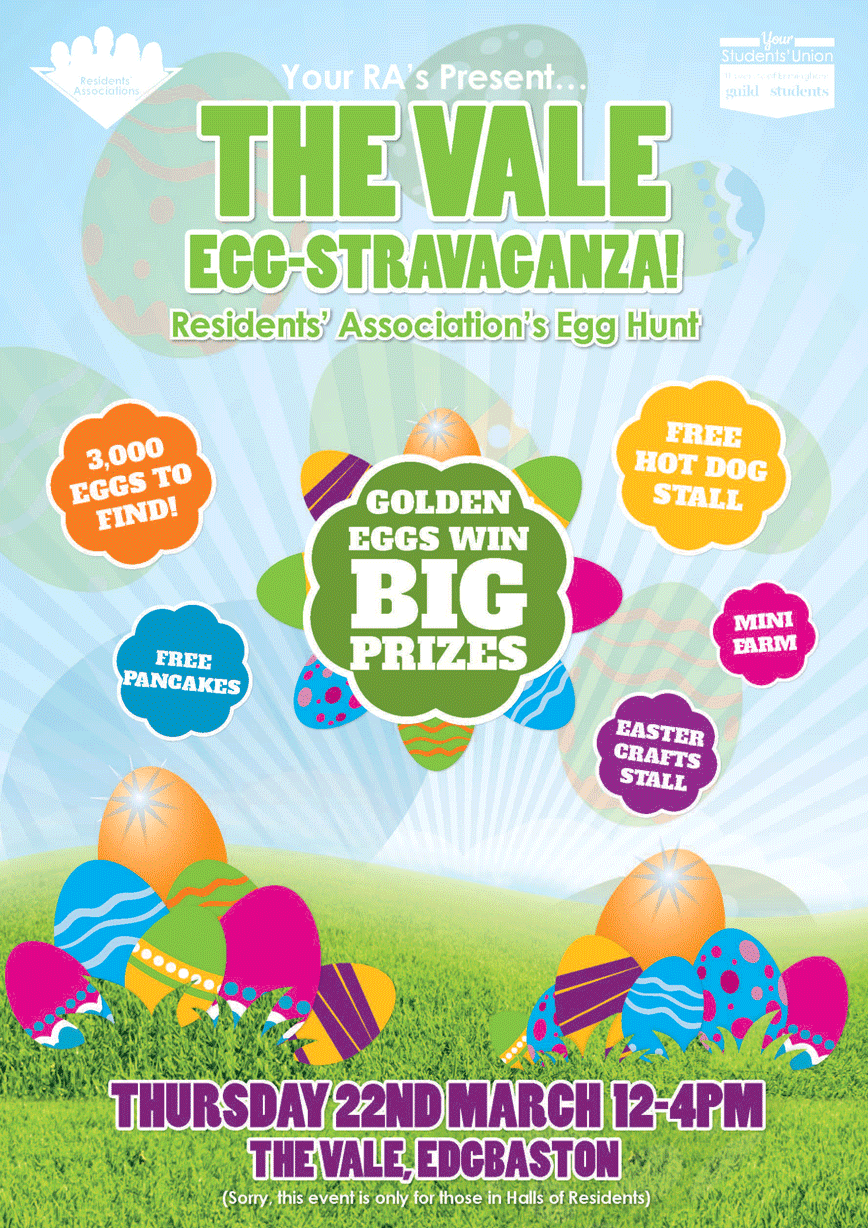 Residents'
Associations
Your
Students' Union
guild of students
Your RA's Present...
THE VALE
EGG-STRAVAGANZA!
Residents' Association's Egg Hunt
3,000
EGGS TO
FIND!
FREE
HOT DOG
STALL
GOLDEN
EGGS WIN
BIG
PRIZES
MINI
FARM
FREE
PANCAKES
EASTER
CRAFTS
STALL
THURSDAY 22ND MARCH 12-4PM
THE VALE, EDGBASTON
(Sorry, this event is only for those in Halls of Residents)